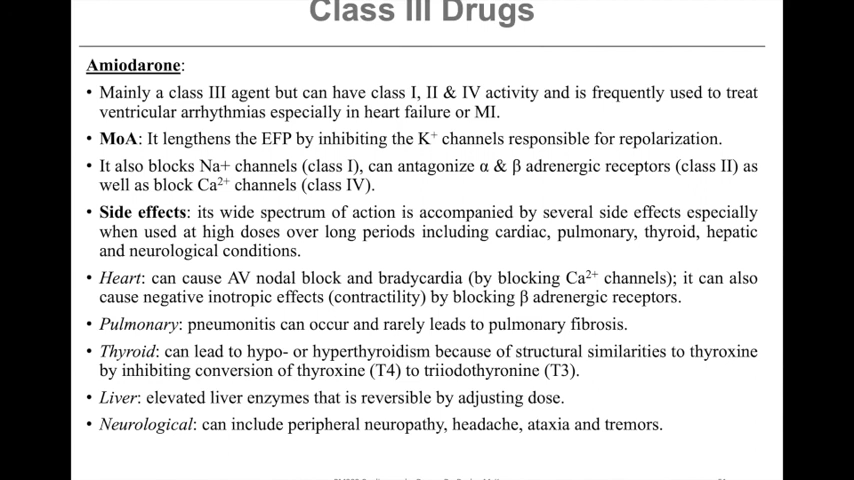 Class III Drugs
Amiodarone:
• Mainly a class III agent but can have class I, II & IV activity and is frequently used to treat
ventricular arrhythmias especially in heart failure or MI.
• MoA: It lengthens the EFP by inhibiting the K+ channels responsible for repolarization.
• It also blocks Na+ channels (class I), can antagonize α & β adrenergic receptors (class II) as
well as block Ca2+ channels (class IV).
• Side effects: its wide spectrum of action is accompanied by several side effects especially
when used at high doses over long periods including cardiac, pulmonary, thyroid, hepatic
and neurological conditions.
• Heart: can cause AV nodal block and bradycardia (by blocking Ca2+ channels); it can also
cause negative inotropic effects (contractility) by blocking β adrenergic receptors.
• Pulmonary: pneumonitis can occur and rarely leads to pulmonary fibrosis.
• Thyroid: can lead to hypo- or hyperthyroidism because of structural similarities to thyroxine
by inhibiting conversion of thyroxine (T4) to triiodothyronine (T3).
• Liver: elevated liver enzymes that is reversible by adjusting dose.
• Neurological: can include peripheral neuropathy, headache, ataxia and tremors.